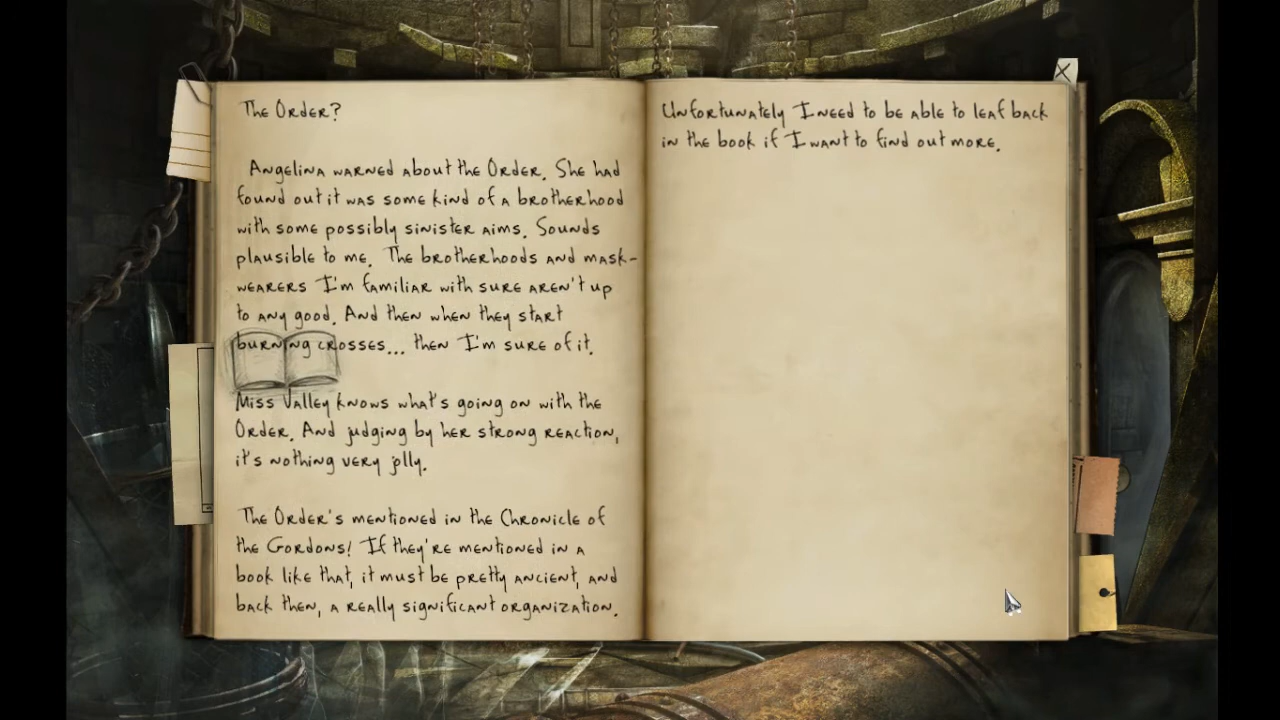 The Order?
Angelina warned about the Order. She had
found out it was some kind of a brotherhood
with some possibly sinister aims. Sounds
plausible to me. The brotherhoods and mask-
wearers I'm familiar with sure aren't up
to any good. And then when they start
burning crosses... then I'm sure of it.
Miss Valley knows what's going on with the
Order. And judging by her strong reaction,
it's nothing very jolly.
The Order's mentioned in the Chronicle of
the Gordons! If they're mentioned in a
book like that, it must be pretty ancient, and
back then, a really significant organization.
Unfortunately I need to be able to leaf back
in the book if I want to find out more.